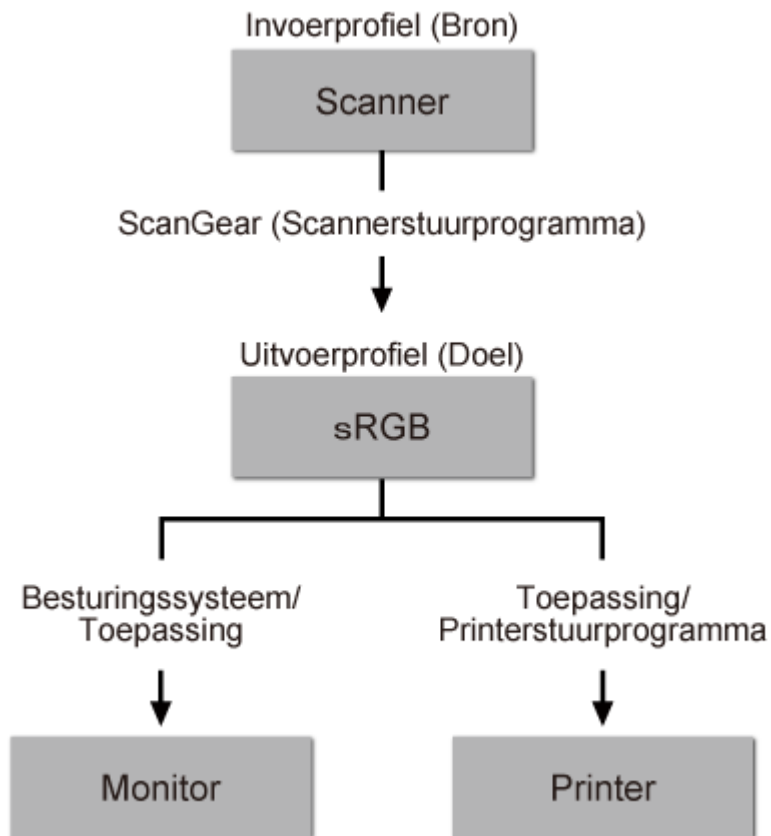 Invoerprofiel (Bron)
Scanner
ScanGear (Scannerstuurprogramma)
Uitvoerprofiel (Doel)
sRGB
Besturingssysteem/
Toepassing
Toepassing/
Printerstuurprogramma
Monitor
Printer